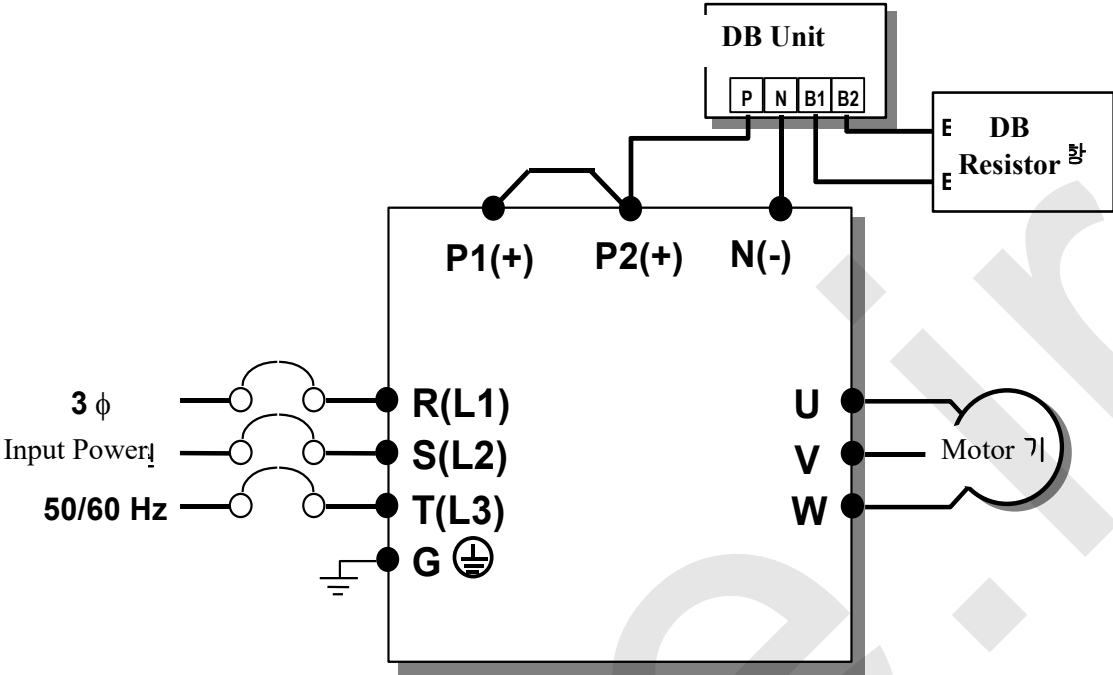 DB Unit
P N B1 B2
DB
Resistor 항
P1(+) P2(+) N(-)
3 ϕ
Input Power
50/60 Hz
R(L1)
S(L2)
T(L3)
G
U
V
W
Motor 기